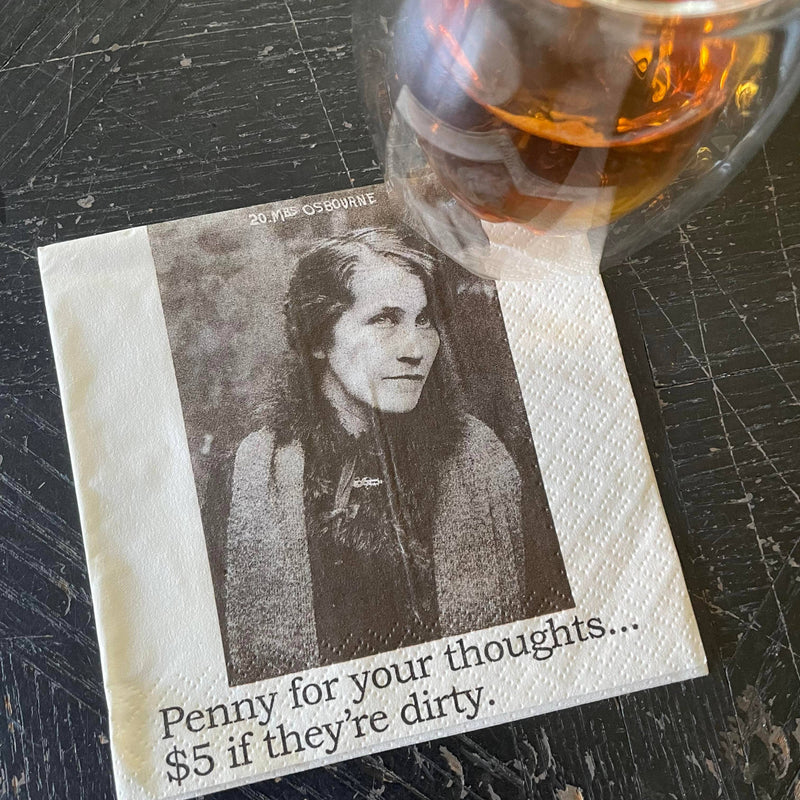 20. MRS OSBOURNE
Penny for your thoughts...
$5 if they're dirty.